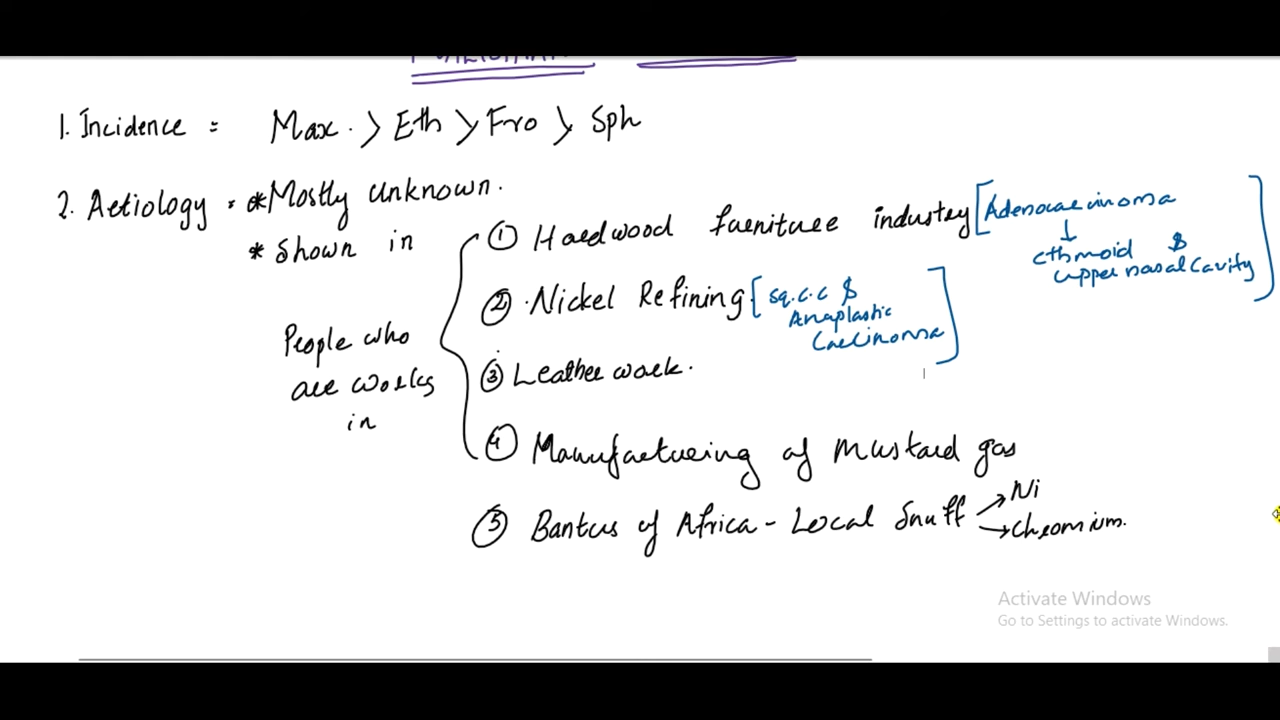 1. Incidence = Max. > Eth > Fro > Sph
2. Aetiology = * Mostly unknown.
* Shown in
People who are works in
① Hardwood furniture industry [Adenocarcinoma
↓
ethmoid &
upper nasal cavity]
② Nickel Refining [Sq.C.C &
Anaplastic
Carcinoma]
③ Leather work.
④ Manufacturing of Mustard gas
⑤ Bantus of Africa - Local Snuff → Ni
→ Chromium.
Activate Windows
Go to Settings to activate Windows.